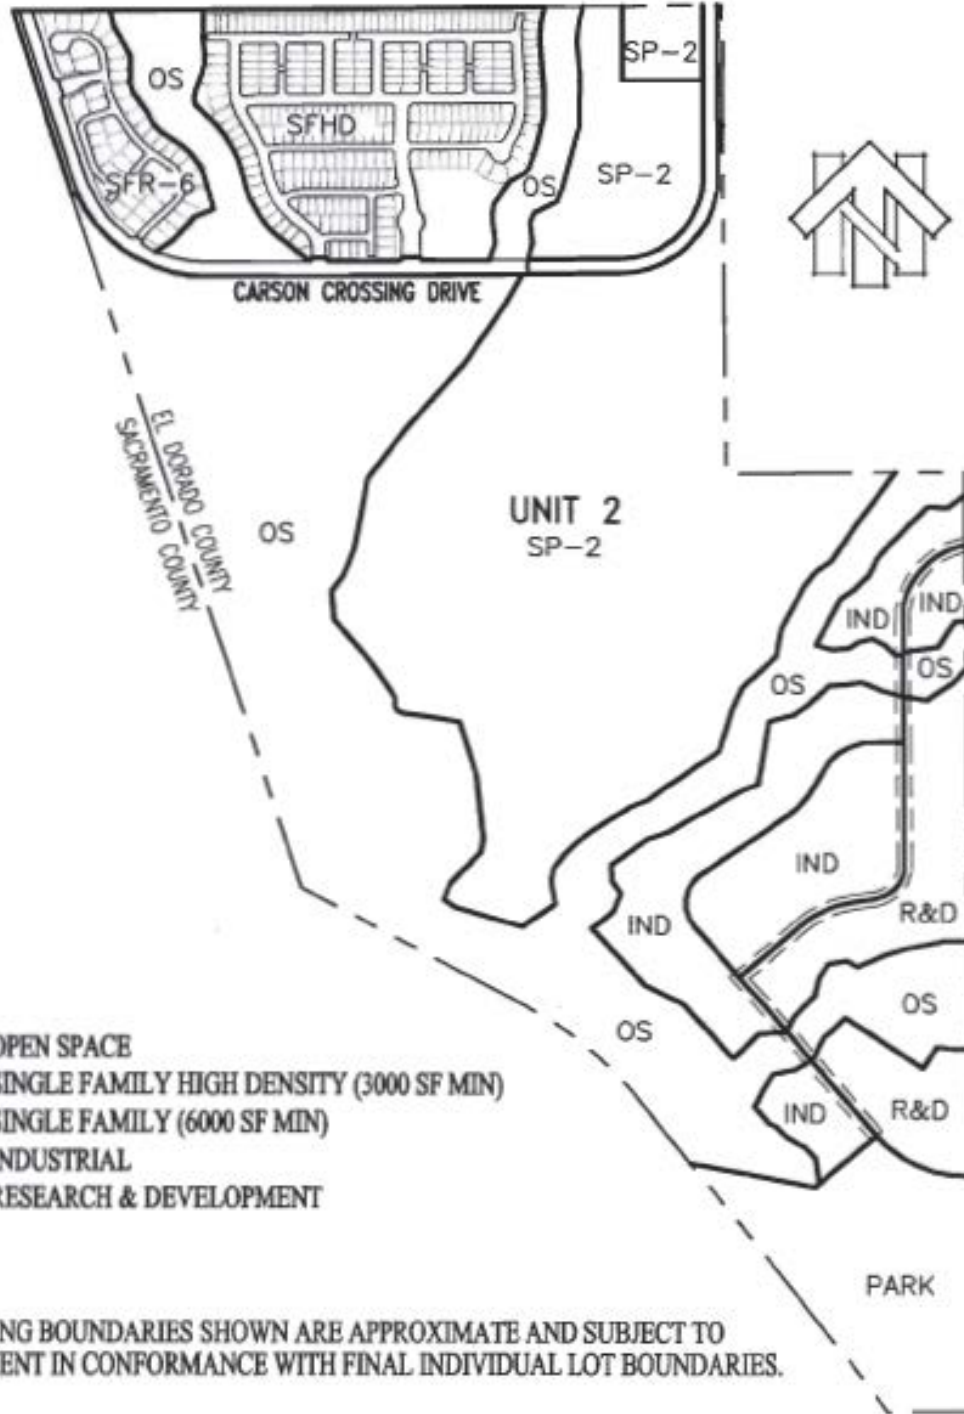 SP-2
OS
SFHD
SFR-6
OS
SP-2
N
CARSON CROSSING DRIVE
EL DORADO COUNTY
SACRAMENTO COUNTY
OS
UNIT 2
SP-2
IND
IND
OS
OS
IND
IND
R&D
OS
OS
IND
R&D
OPEN SPACE
SINGLE FAMILY HIGH DENSITY (3000 SF MIN)
SINGLE FAMILY (6000 SF MIN)
INDUSTRIAL
RESEARCH & DEVELOPMENT
PARK
NG BOUNDARIES SHOWN ARE APPROXIMATE AND SUBJECT TO
ENT IN CONFORMANCE WITH FINAL INDIVIDUAL LOT BOUNDARIES.